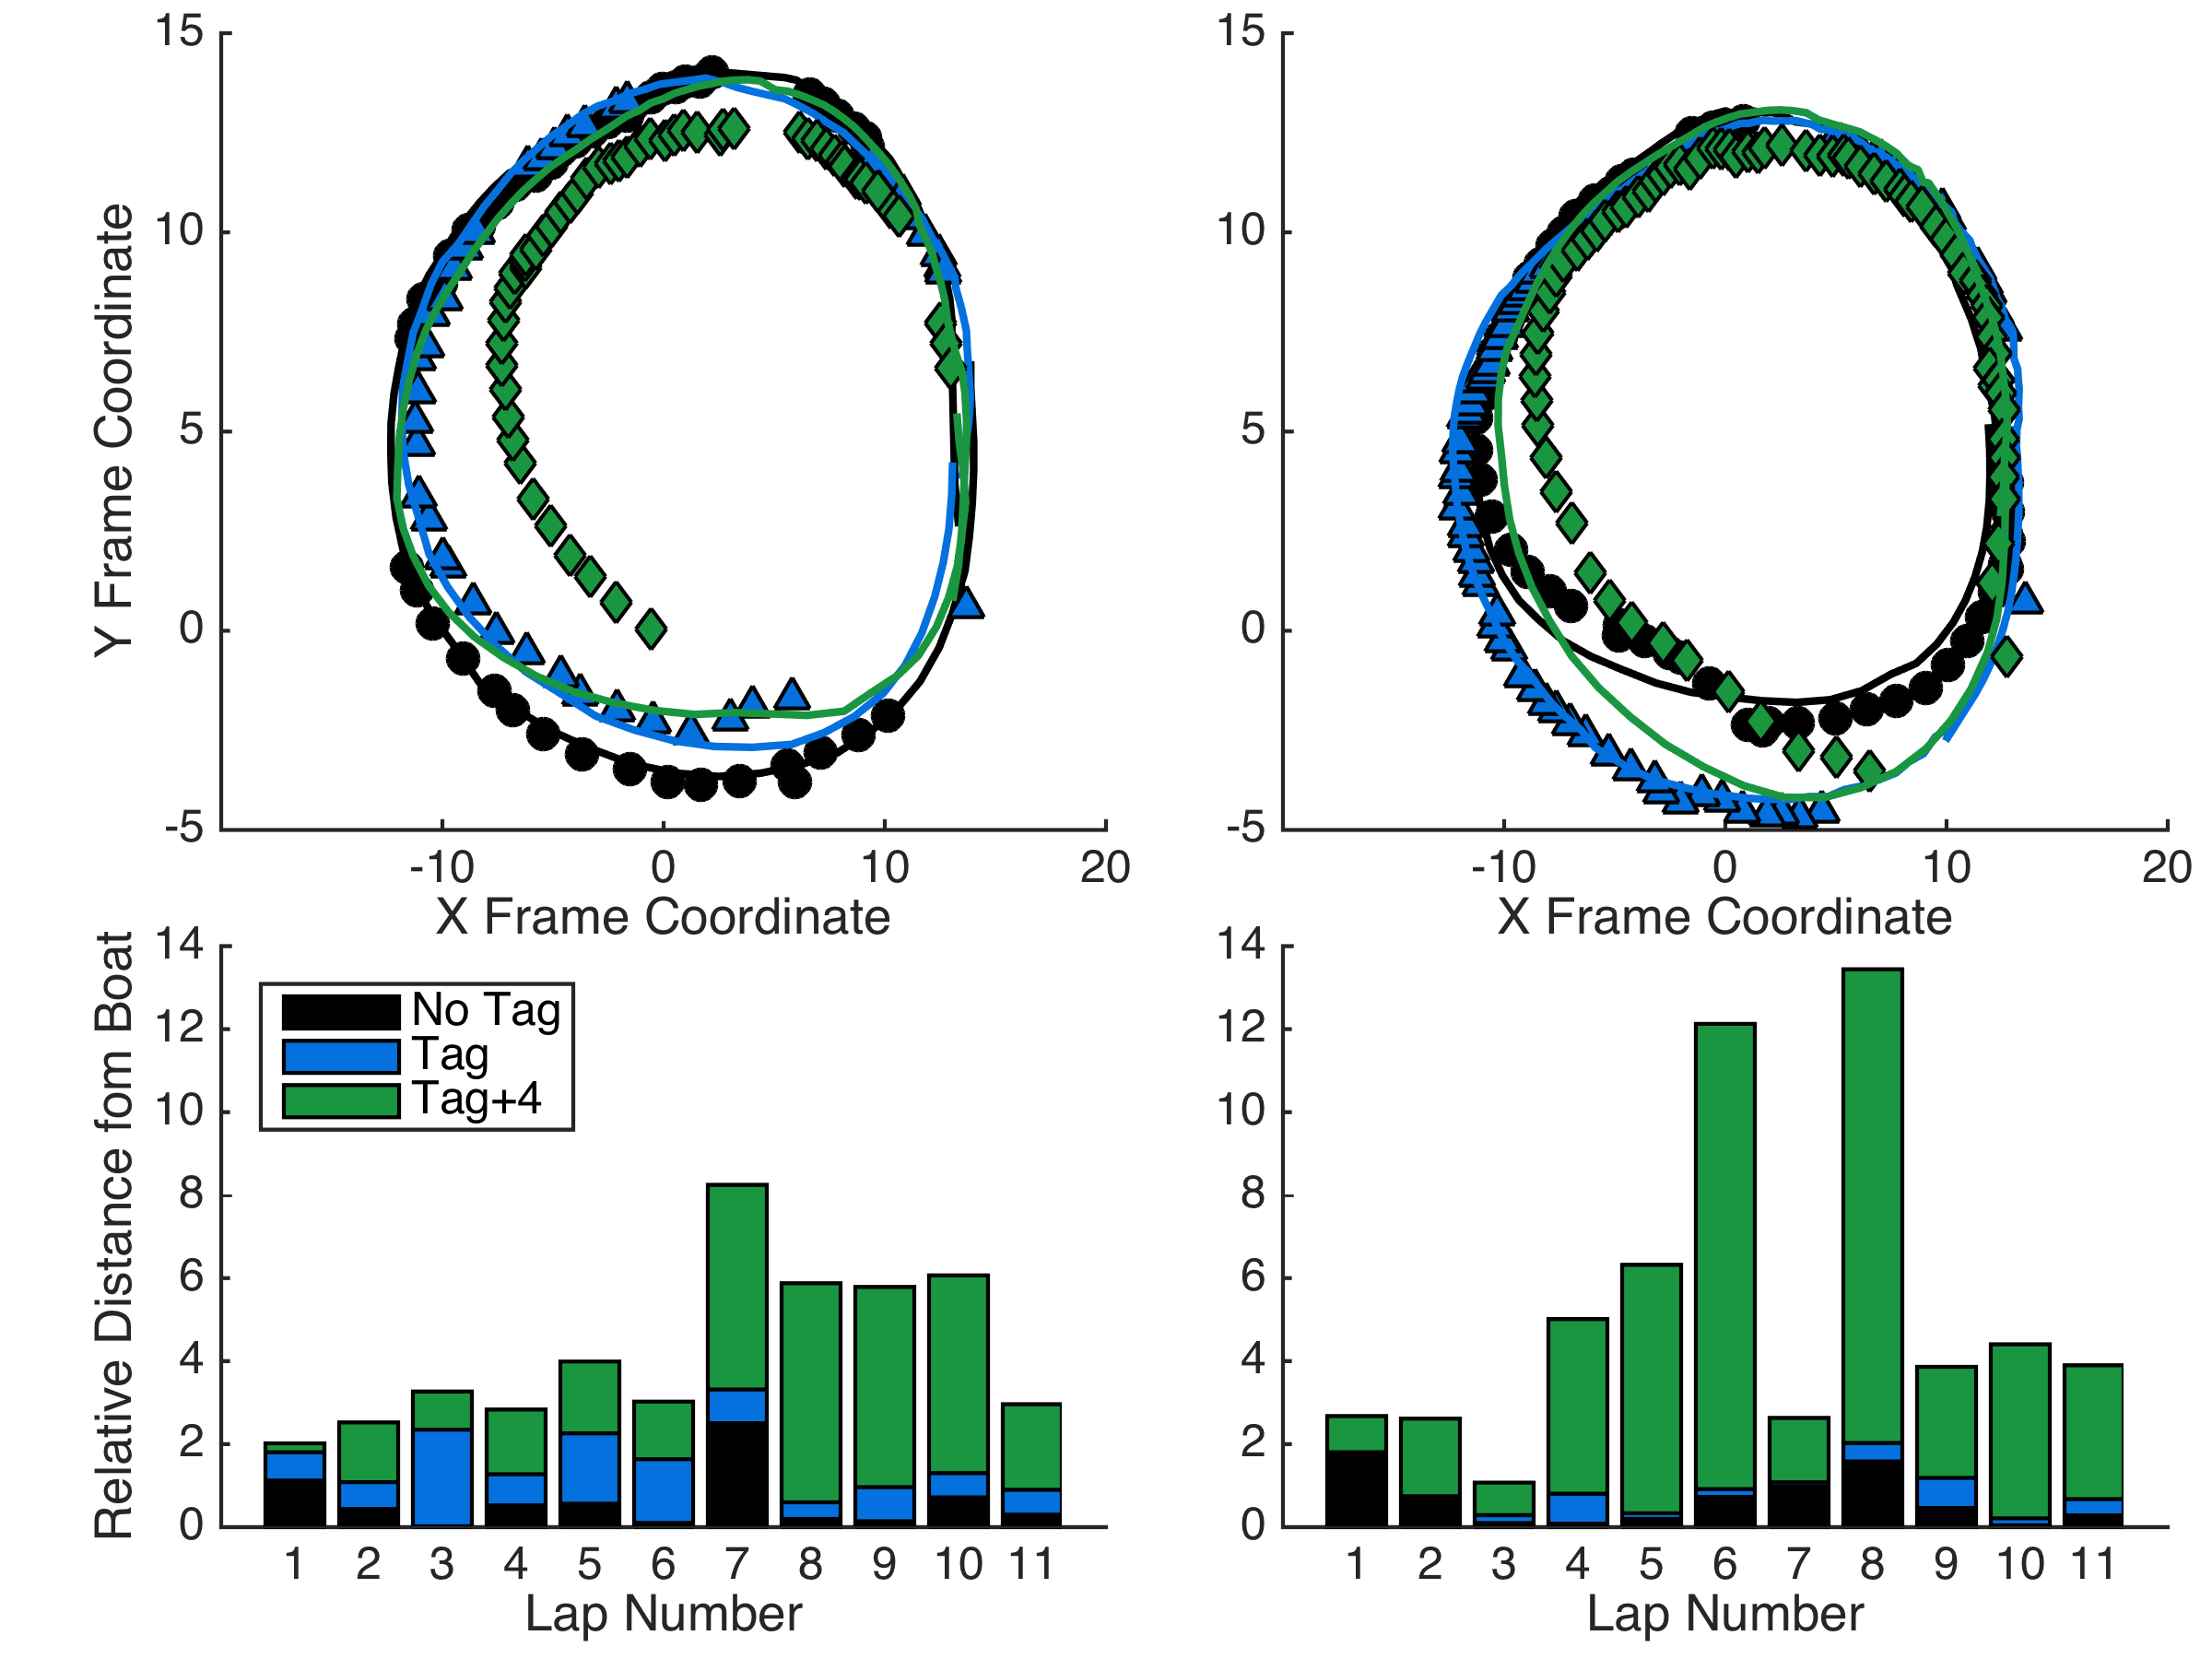 15
10
5
0
-5
Y Frame Coordinate
-10 0 10 20
X Frame Coordinate
15
10
5
0
-5
-10 0 10 20
X Frame Coordinate
14
12
10
8
6
4
2
0
Relative Distance fom Boat
No Tag
Tag
Tag+4
1 2 3 4 5 6 7 8 9 10 11
Lap Number
14
12
10
8
6
4
2
0
1 2 3 4 5 6 7 8 9 10 11
Lap Number